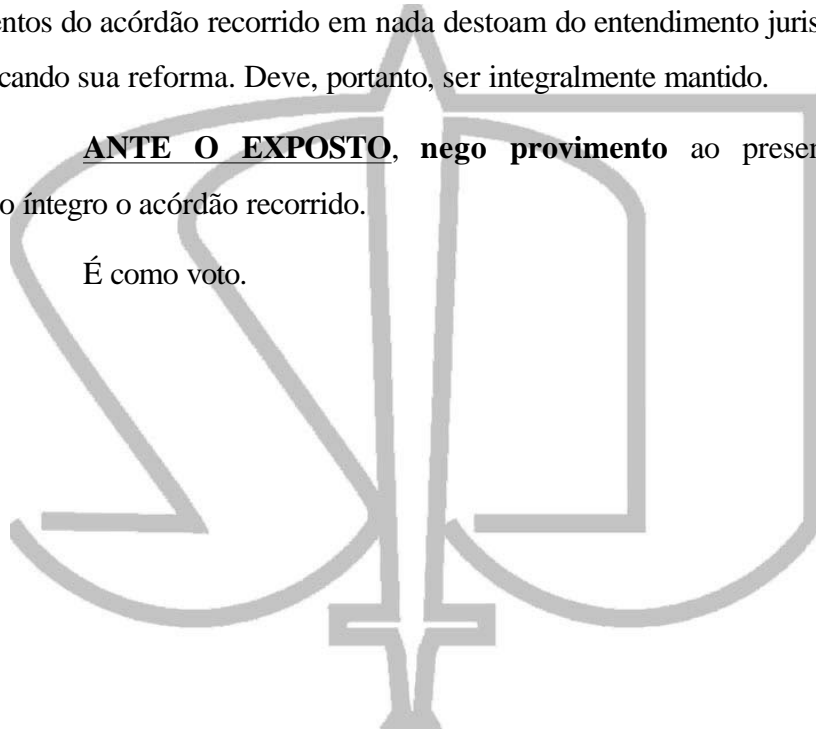 entos do acórdão recorrido em nada destoam do entendimento juris
cando sua reforma. Deve, portanto, ser integralmente mantido.
ANTE O EXPOSTO, nego provimento ao presen
o íntegro o acórdão recorrido.
É como voto.